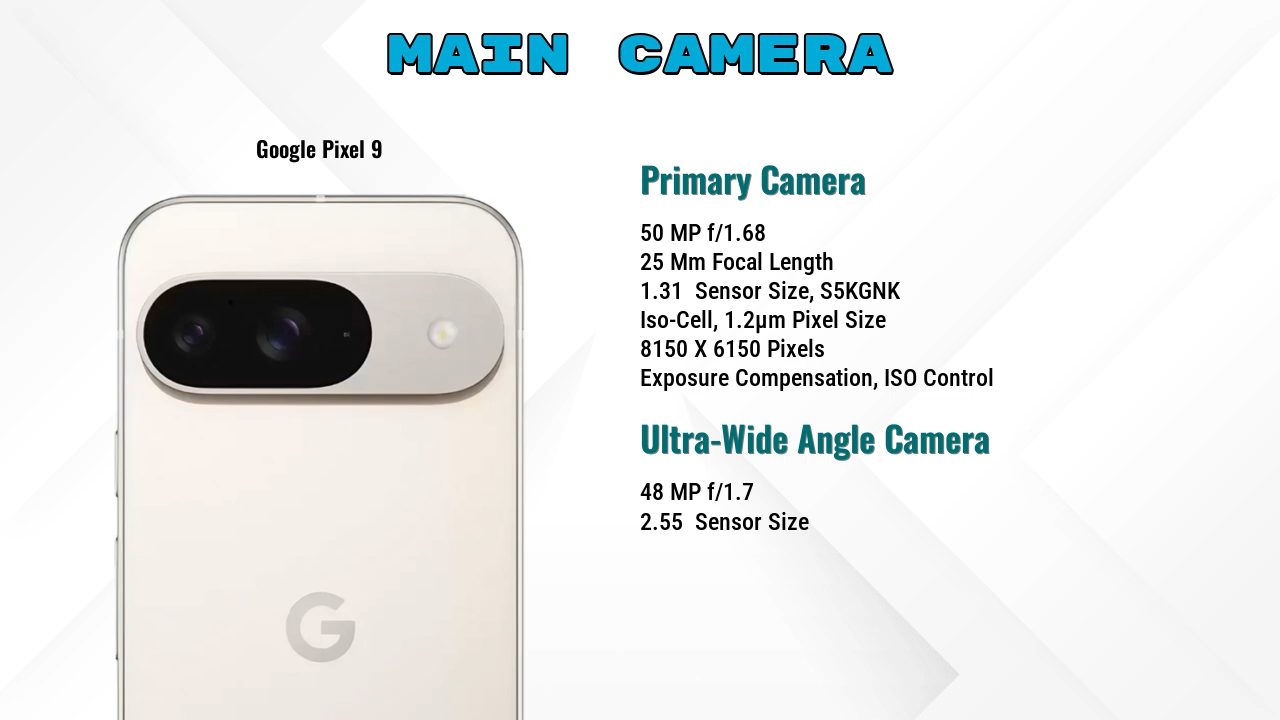 MAIN CAMERA
Google Pixel 9
Primary Camera
50 MP f/1.68
25 Mm Focal Length
1.31  Sensor Size, S5KGNK
Iso-Cell, 1.2µm Pixel Size
8150 X 6150 Pixels
Exposure Compensation, ISO Control
Ultra-Wide Angle Camera
48 MP f/1.7
2.55  Sensor Size
G